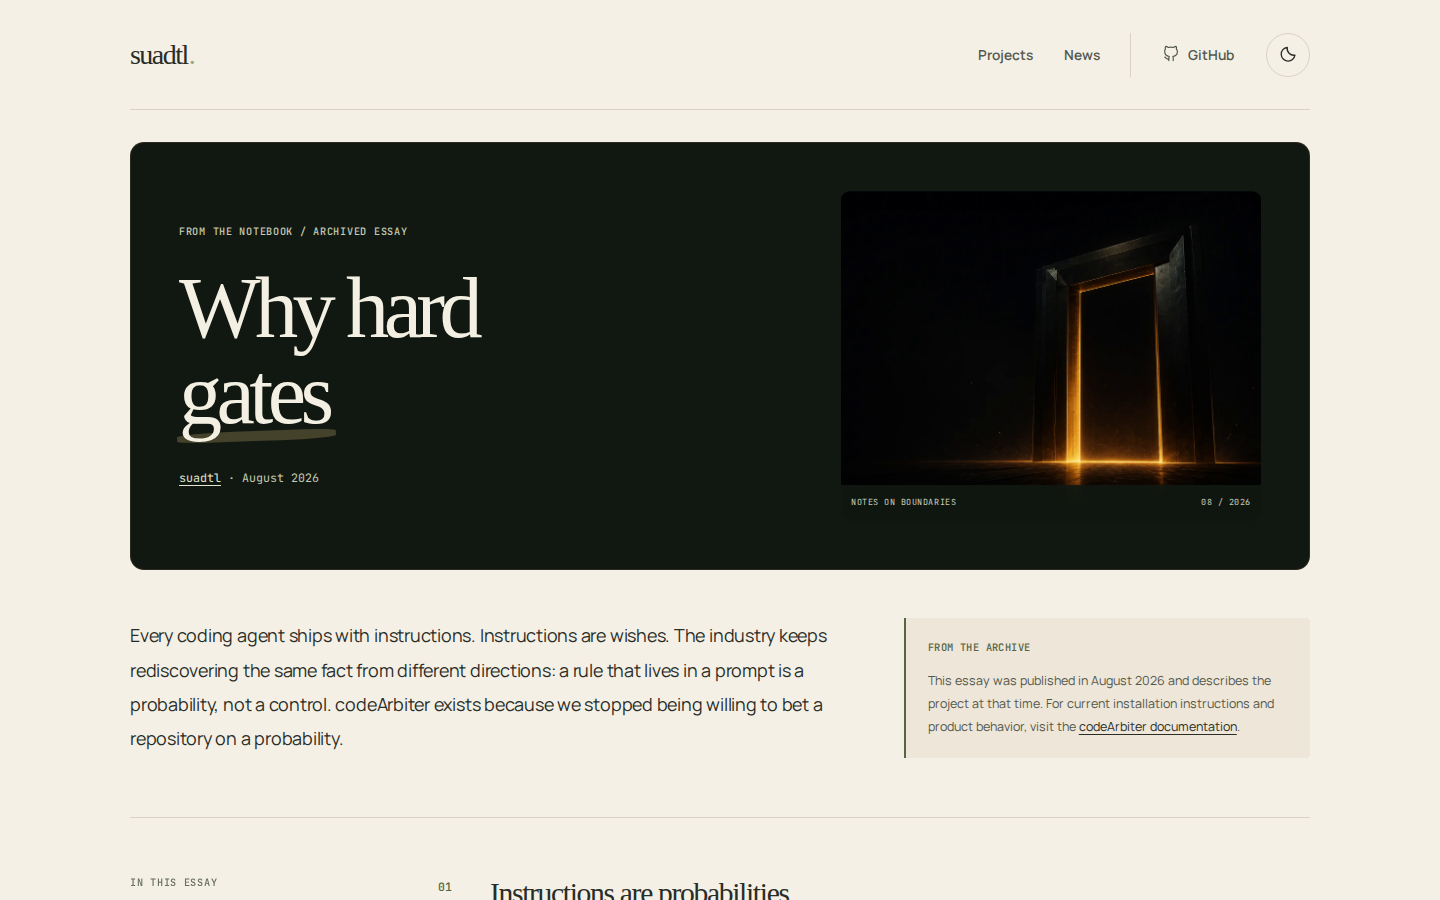 suadtl.
Projects
News
GitHub
FROM THE NOTEBOOK / ARCHIVED ESSAY
Why hard
gates
suadtl · August 2026
NOTES ON BOUNDARIES
08 / 2026
Every coding agent ships with instructions. Instructions are wishes. The industry keeps
rediscovering the same fact from different directions: a rule that lives in a prompt is a
probability, not a control. codeArbiter exists because we stopped being willing to bet a
repository on a probability.
FROM THE ARCHIVE
This essay was published in August 2026 and describes the
project at that time. For current installation instructions and
product behavior, visit the codeArbiter documentation.
IN THIS ESSAY
01
Instructions are probabilities